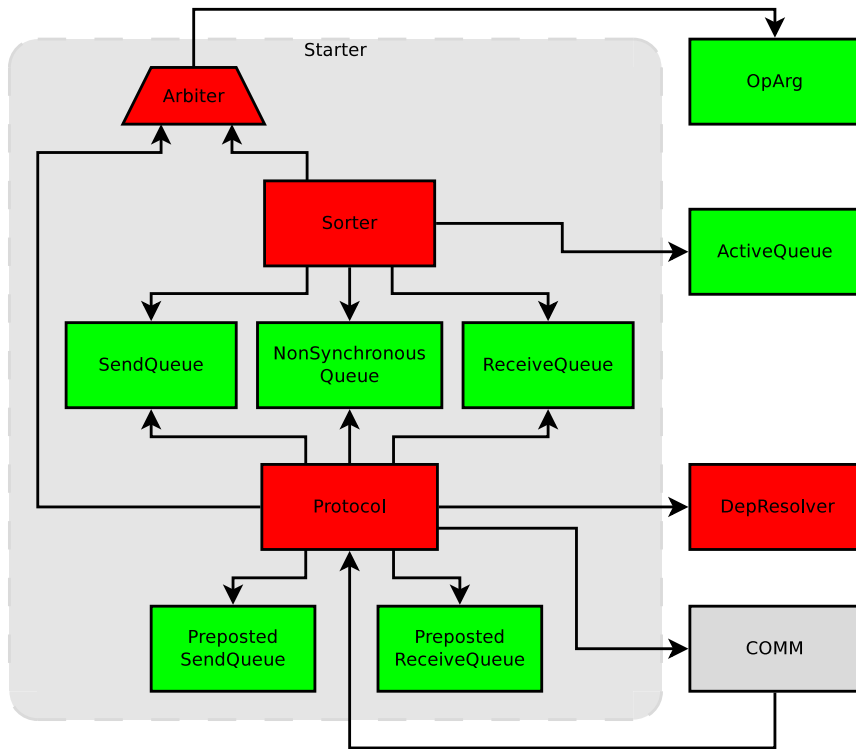 Starter
Arbiter
OpArg
Sorter
ActiveQueue
SendQueue
NonSynchronous
Queue
ReceiveQueue
Protocol
DepResolver
Preposted
SendQueue
Preposted
ReceiveQueue
COMM